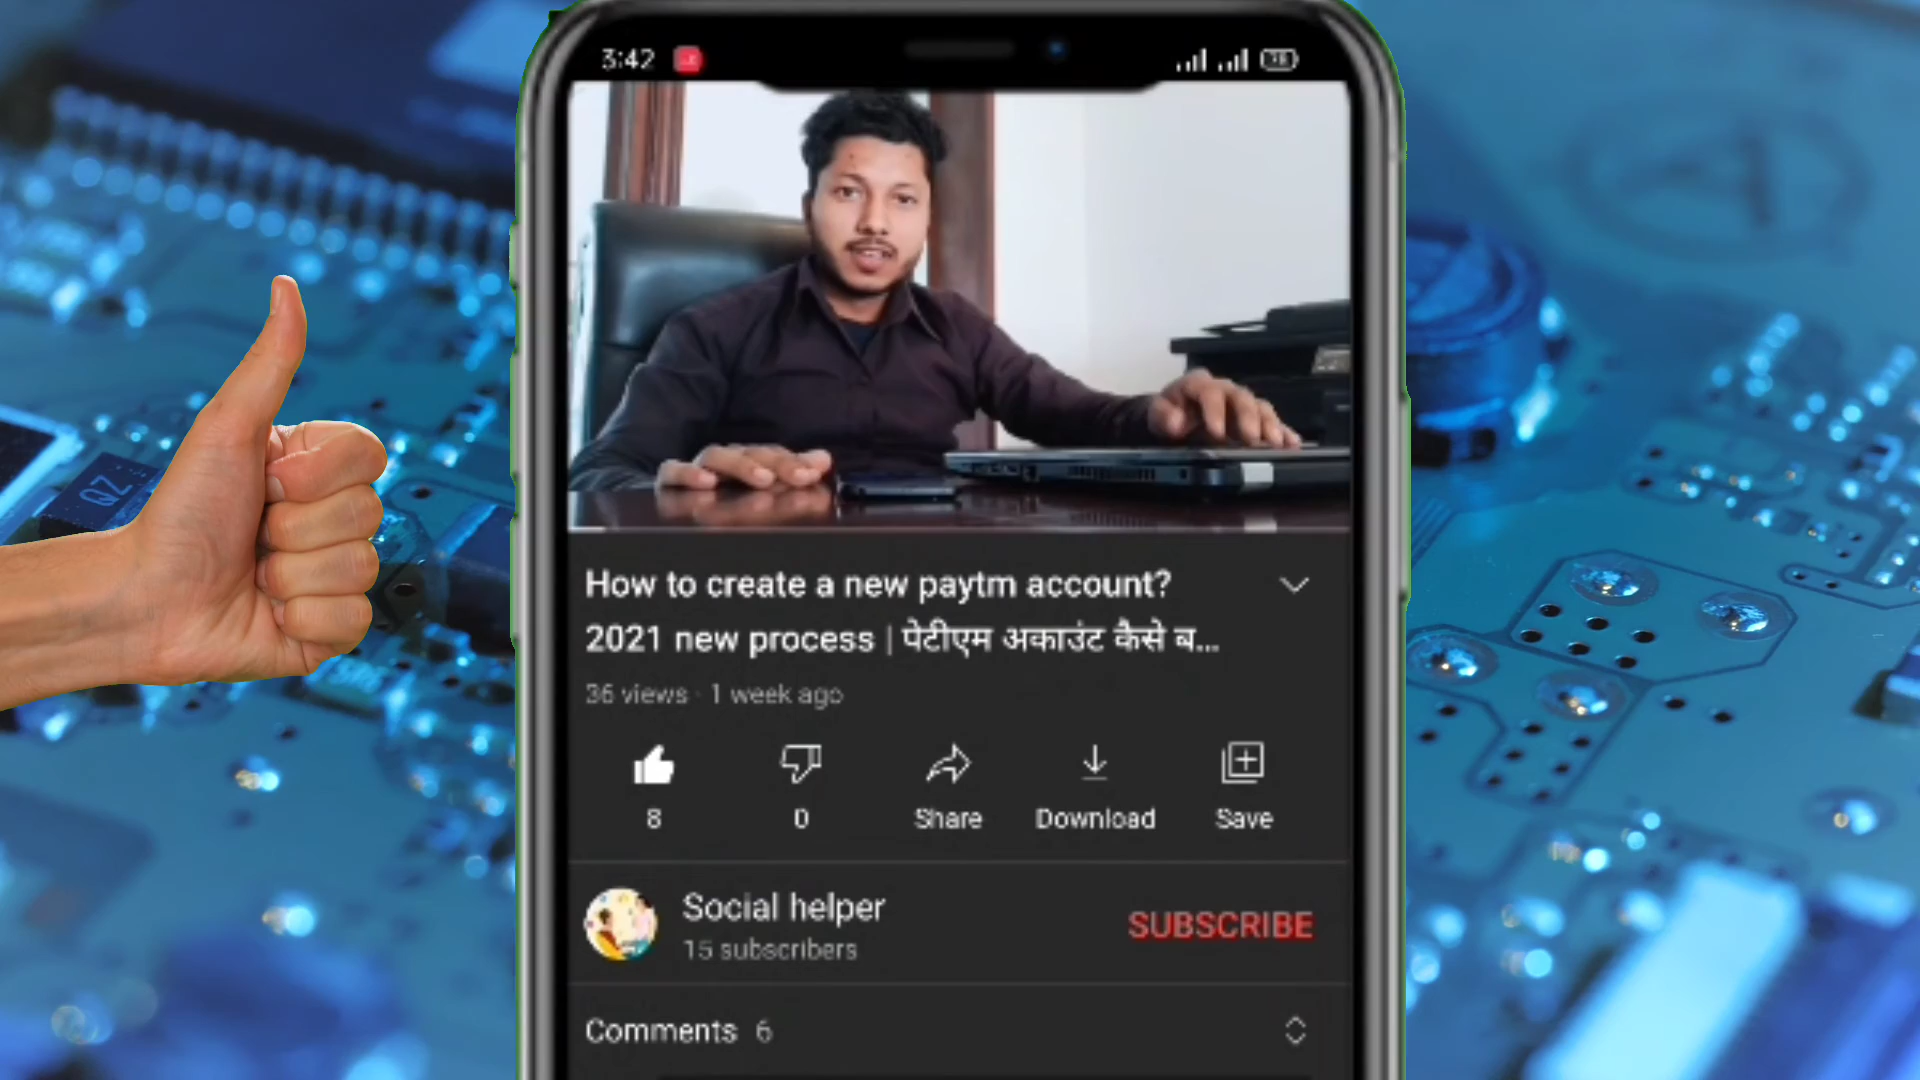 3:42
How to create a new paytm account?
2021 new process | पेटीएम अकाउंट कैसे ब...
36 views · 1 week ago
8
0
Share
Download
Save
Social helper
15 subscribers
SUBSCRIBE
Comments 6
QZ